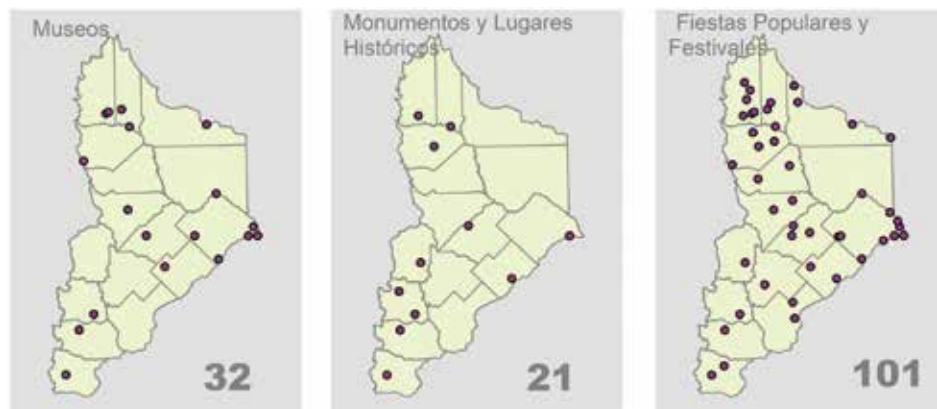 Museos
32
Monumentos y Lugares
Históricos
21
Fiestas Populares y
Festivales
101